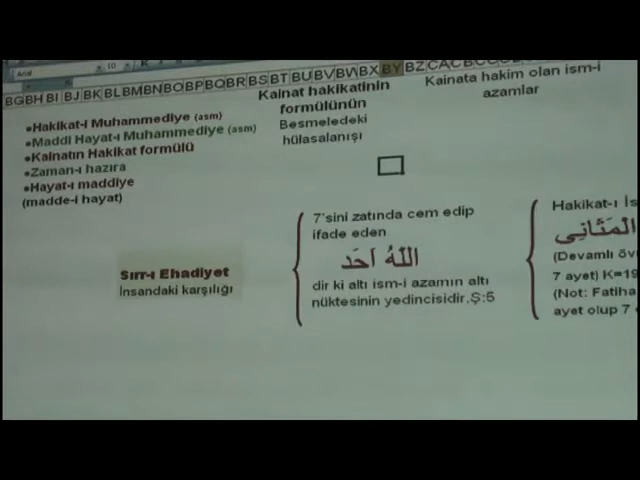 Arial 10
BG BH BI BJ BK BL BM BN BO BP BQ BR BS BT BU BV BW BX BY BZ
•Hakikat-i Muhammediye (asm)
•Maddi Hayat-ı Muhammediye (asm)
•Kainatın Hakikat formülü
•Zaman-ı hazıra
•Hayat-ı maddiye
(madde-i hayat)
Kainat hakikatinin
formülünün
Besmeledeki
hülasalanışı
Kainata hakim olan ism-i
azamlar
Sırr-ı Ehadiyet
İnsandaki karşılığı
7'sini zatında cem edip
ifade eden
اَللّٰهُ اَحَد
dir ki altı ism-i azamın altı
nüktesinin yedincisidir.Ş:5
Hakikat-ı
الْمَثَانِى
(Devamlı
7 ayet) K=19
(Not: Fatiha
ayet olup 7